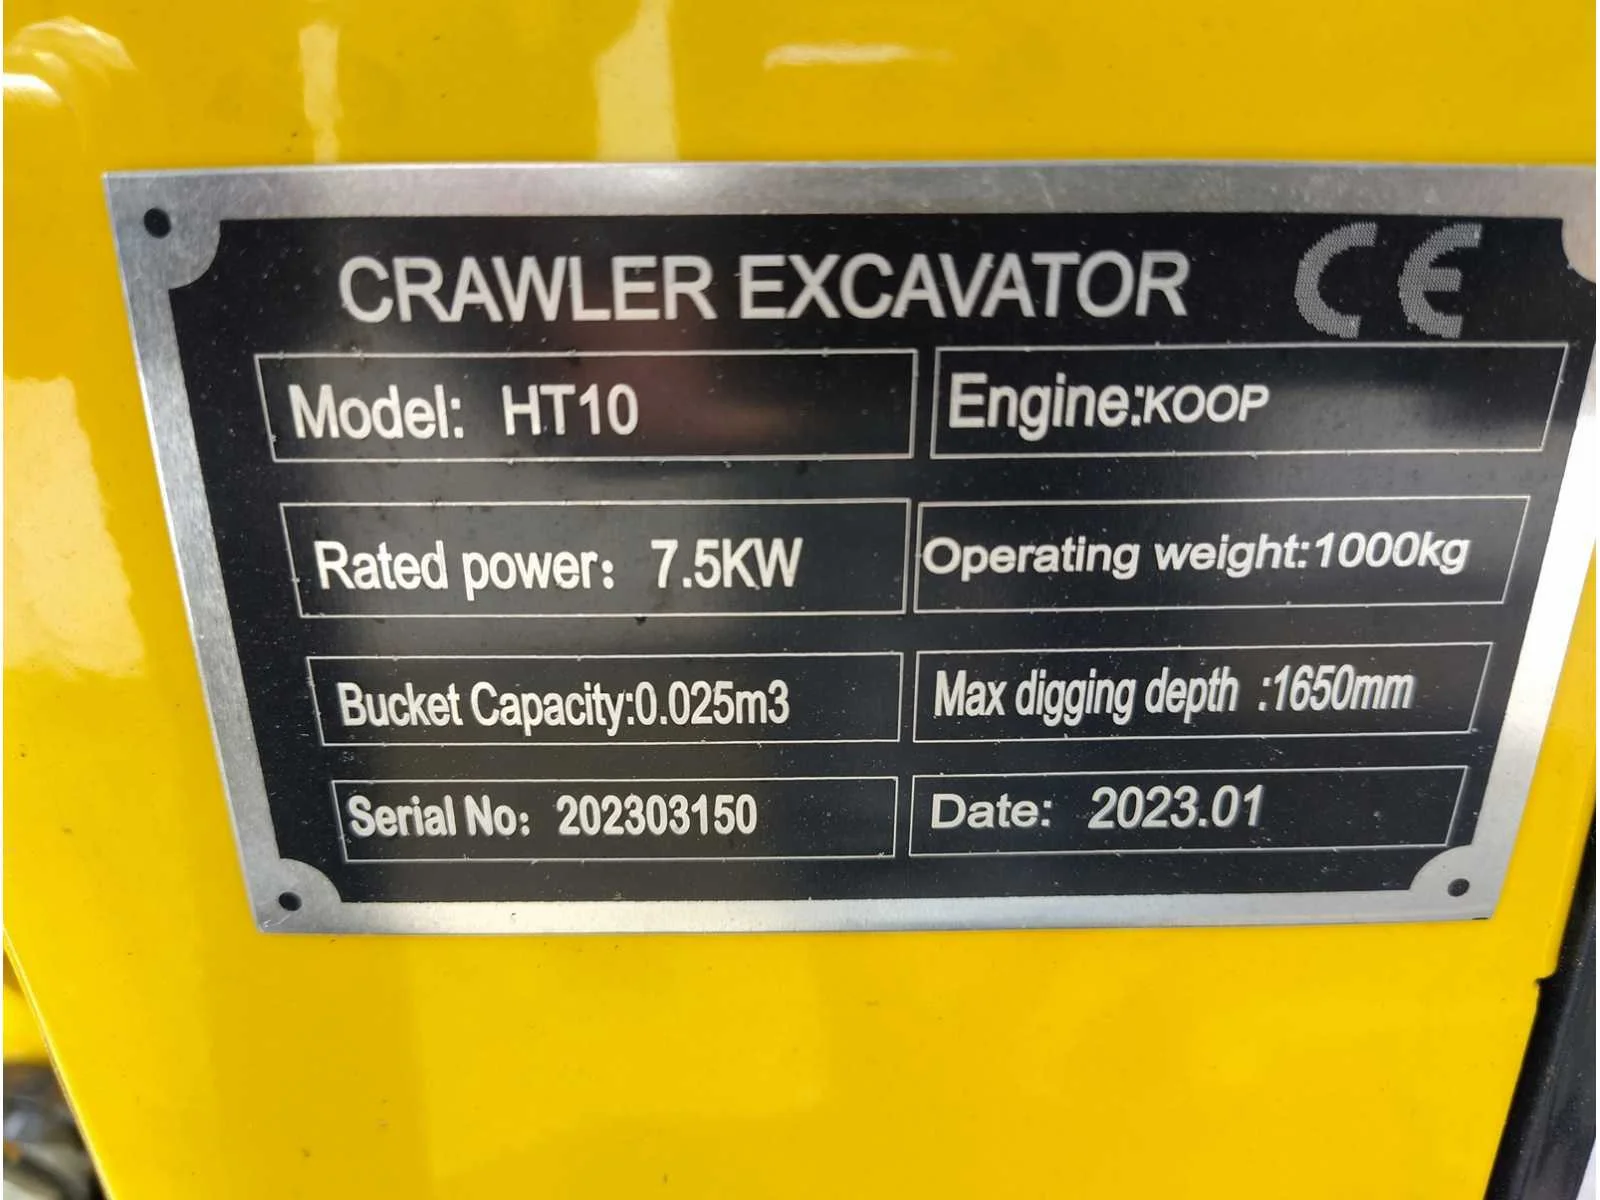 CRAWLER EXCAVATOR CE
Model: HT10
Engine:KOOP
Rated power: 7.5KW
Operating weight:1000kg
Bucket Capacity:0.025m3
Max digging depth :1650mm
Serial No: 202303150
Date: 2023.01